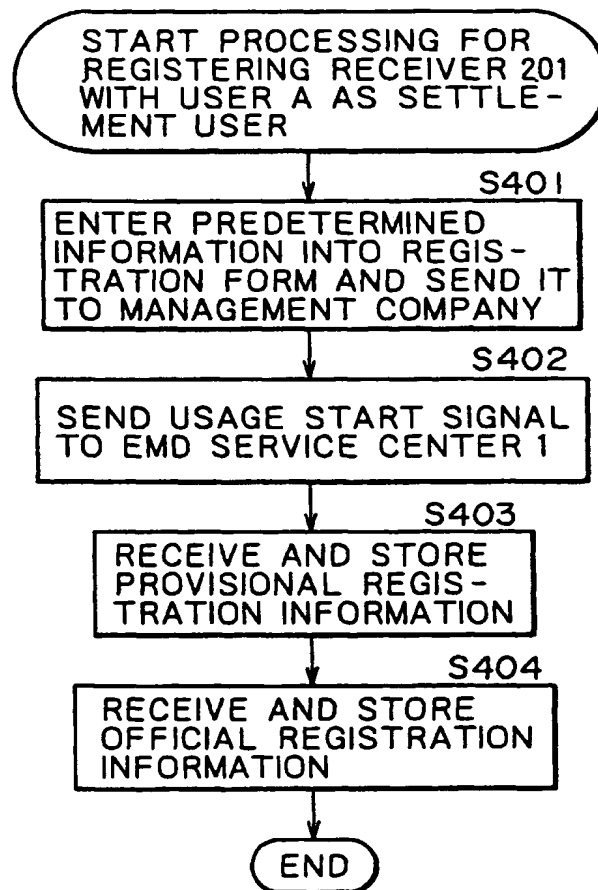 START PROCESSING FOR
REGISTERING RECEIVER 201
WITH USER A AS SETTLE-
MENT USER
S401
ENTER PREDETERMINED
INFORMATION INTO REGIS-
TRATION FORM AND SEND IT
TO MANAGEMENT COMPANY
S402
SEND USAGE START SIGNAL
TO EMD SERVICE CENTER 1
S403
RECEIVE AND STORE
PROVISIONAL REGIS-
TRATION INFORMATION
S404
RECEIVE AND STORE
OFFICIAL REGISTRATION
INFORMATION
END